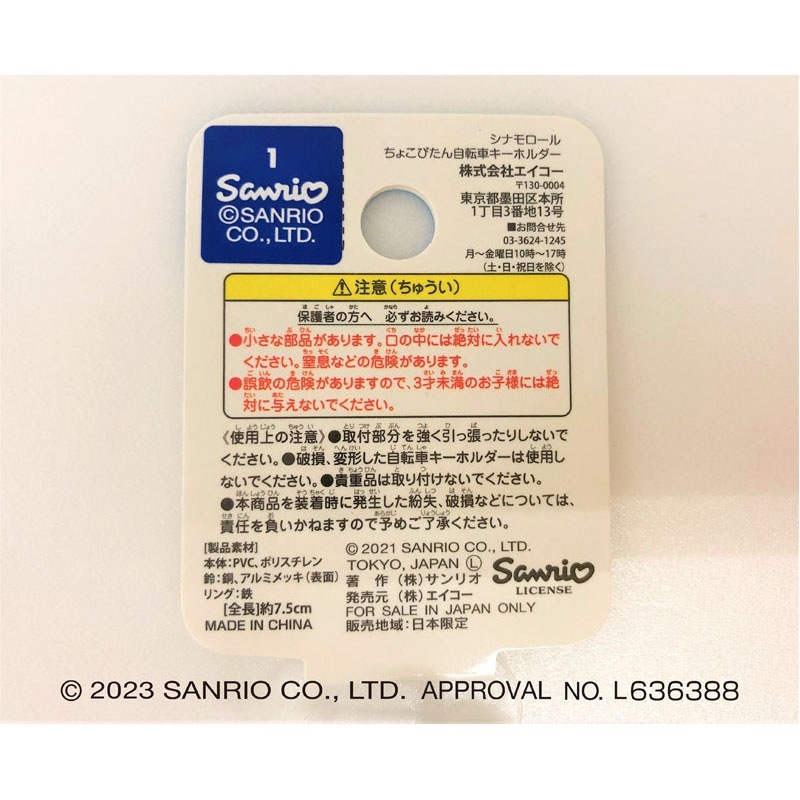 1
Sanrio
©SANRIO
CO.,LTD.
シナモロール
ちょこぴたん自転車キーホルダー
株式会社エイコー
〒130-0004
東京都墨田区本所
1丁目3番地13号
■お問合せ先
03-3624-1245
月〜金曜日10時〜17時
(土・日・祝日を除く)
⚠注意(ちゅうい)
保護者の方へ 必ずお読みください。
●小さな部品があります。口の中には絶対に入れないで
ください。窒息などの危険があります。
●誤飲の危険がありますので、3才未満のお子様には絶
対に与えないでください。
《使用上の注意》●取付部分を強く引っ張ったりしないで
ください。●破損、変形した自転車キーホルダーは使用し
ないでください。●貴重品は取り付けないでください。
●本商品を装着時に発生した紛失、破損などについては、
責任を負いかねますので予めご了承ください。
[製品素材]
本体:PVC、ポリスチレン
鈴:銅、アルミメッキ(表面)
リング:鉄
[全長]約7.5cm
MADE IN CHINA
© 2021 SANRIO CO., LTD.
TOKYO, JAPAN Ⓛ
著 作 (株)サンリオ
発売元 (株)エイコー
FOR SALE IN JAPAN ONLY
販売地域:日本限定
Sanrio
LICENSE
© 2023 SANRIO CO., LTD. APPROVAL NO. L636388